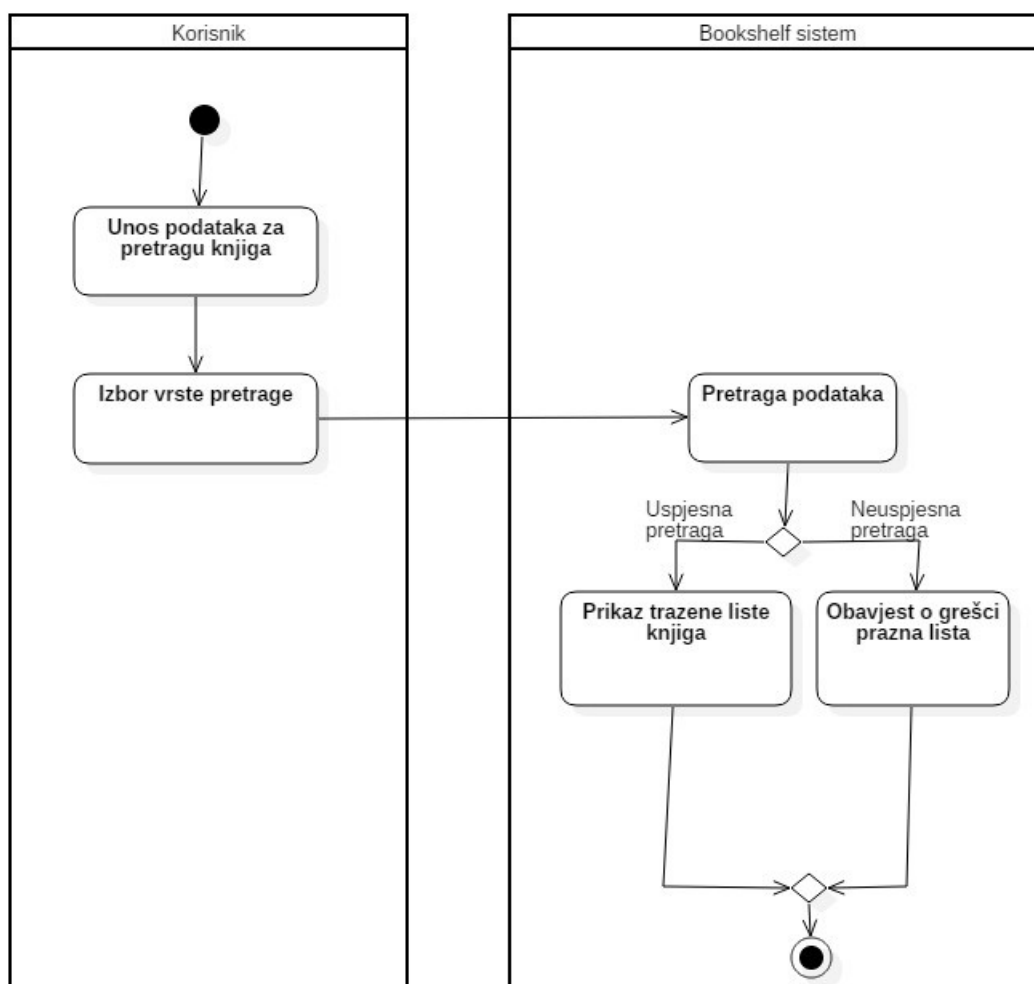 Korisnik
Bookshelf sistem
Unos podataka za
pretragu knjiga
Izbor vrste pretrage
Pretraga podataka
Uspjesna
pretraga
Neuspjesna
pretraga
Prikaz trazene liste
knjiga
Obavjest o grešci
prazna lista